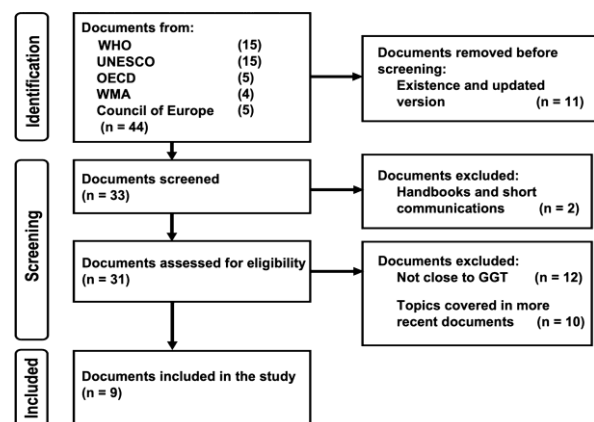 Identification
Documents from:
WHO (15)
UNESCO (15)
OECD (5)
WMA (4)
Council of Europe (5)
(n = 44)
Documents removed before
screening:
Existence and updated
version (n = 11)
Screening
Documents screened
(n = 33)
Documents excluded:
Handbooks and short
communications (n = 2)
Documents assessed for eligibility
(n = 31)
Documents excluded:
Not close to GGT (n = 12)
Topics covered in more
recent documents (n = 10)
Included
Documents included in the study
(n = 9)